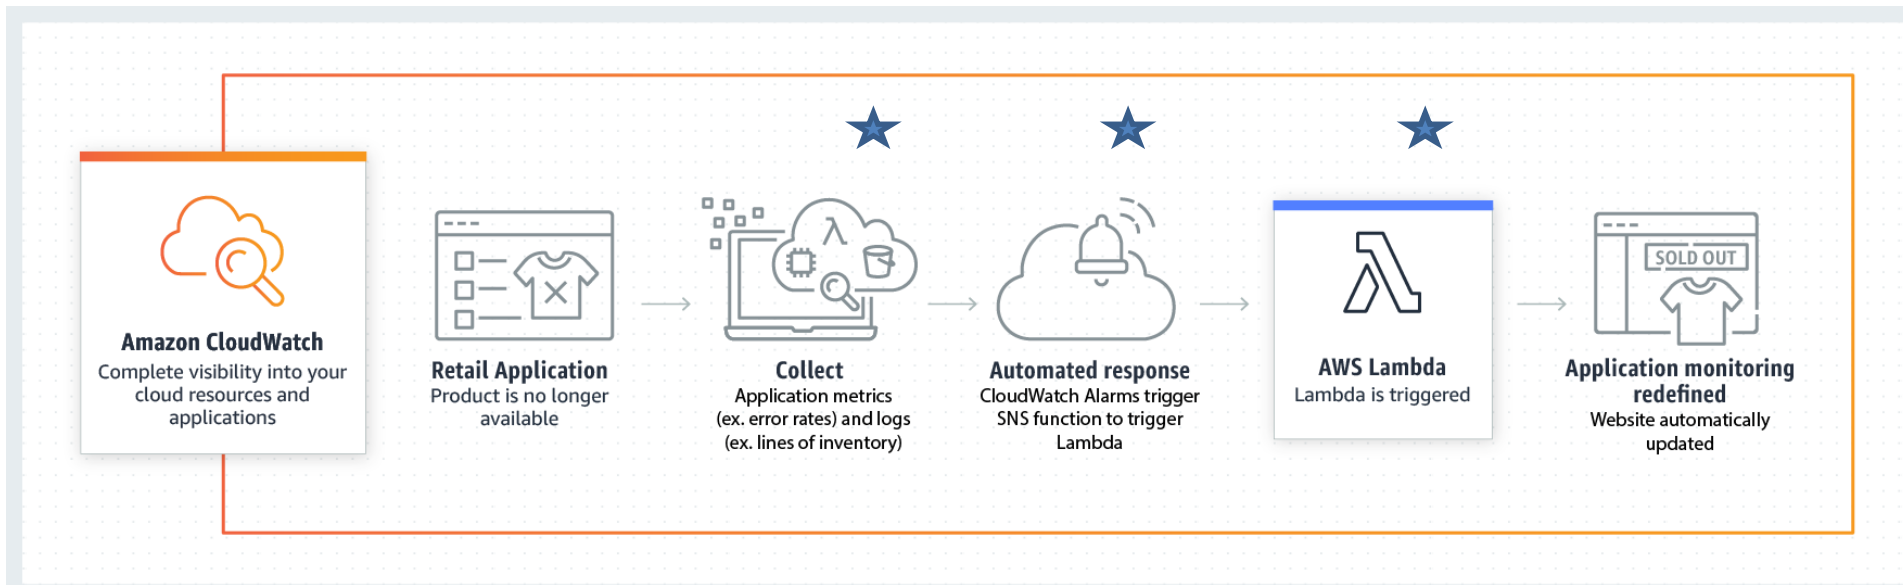 Amazon CloudWatch
Complete visibility into your
cloud resources and
applications
Retail Application
Product is no longer
available
Collect
Application metrics
(ex. error rates) and logs
(ex. lines of inventory)
Automated response
CloudWatch Alarms trigger
SNS function to trigger
Lambda
AWS Lambda
Lambda is triggered
SOLD OUT
Application monitoring
redefined
Website automatically
updated